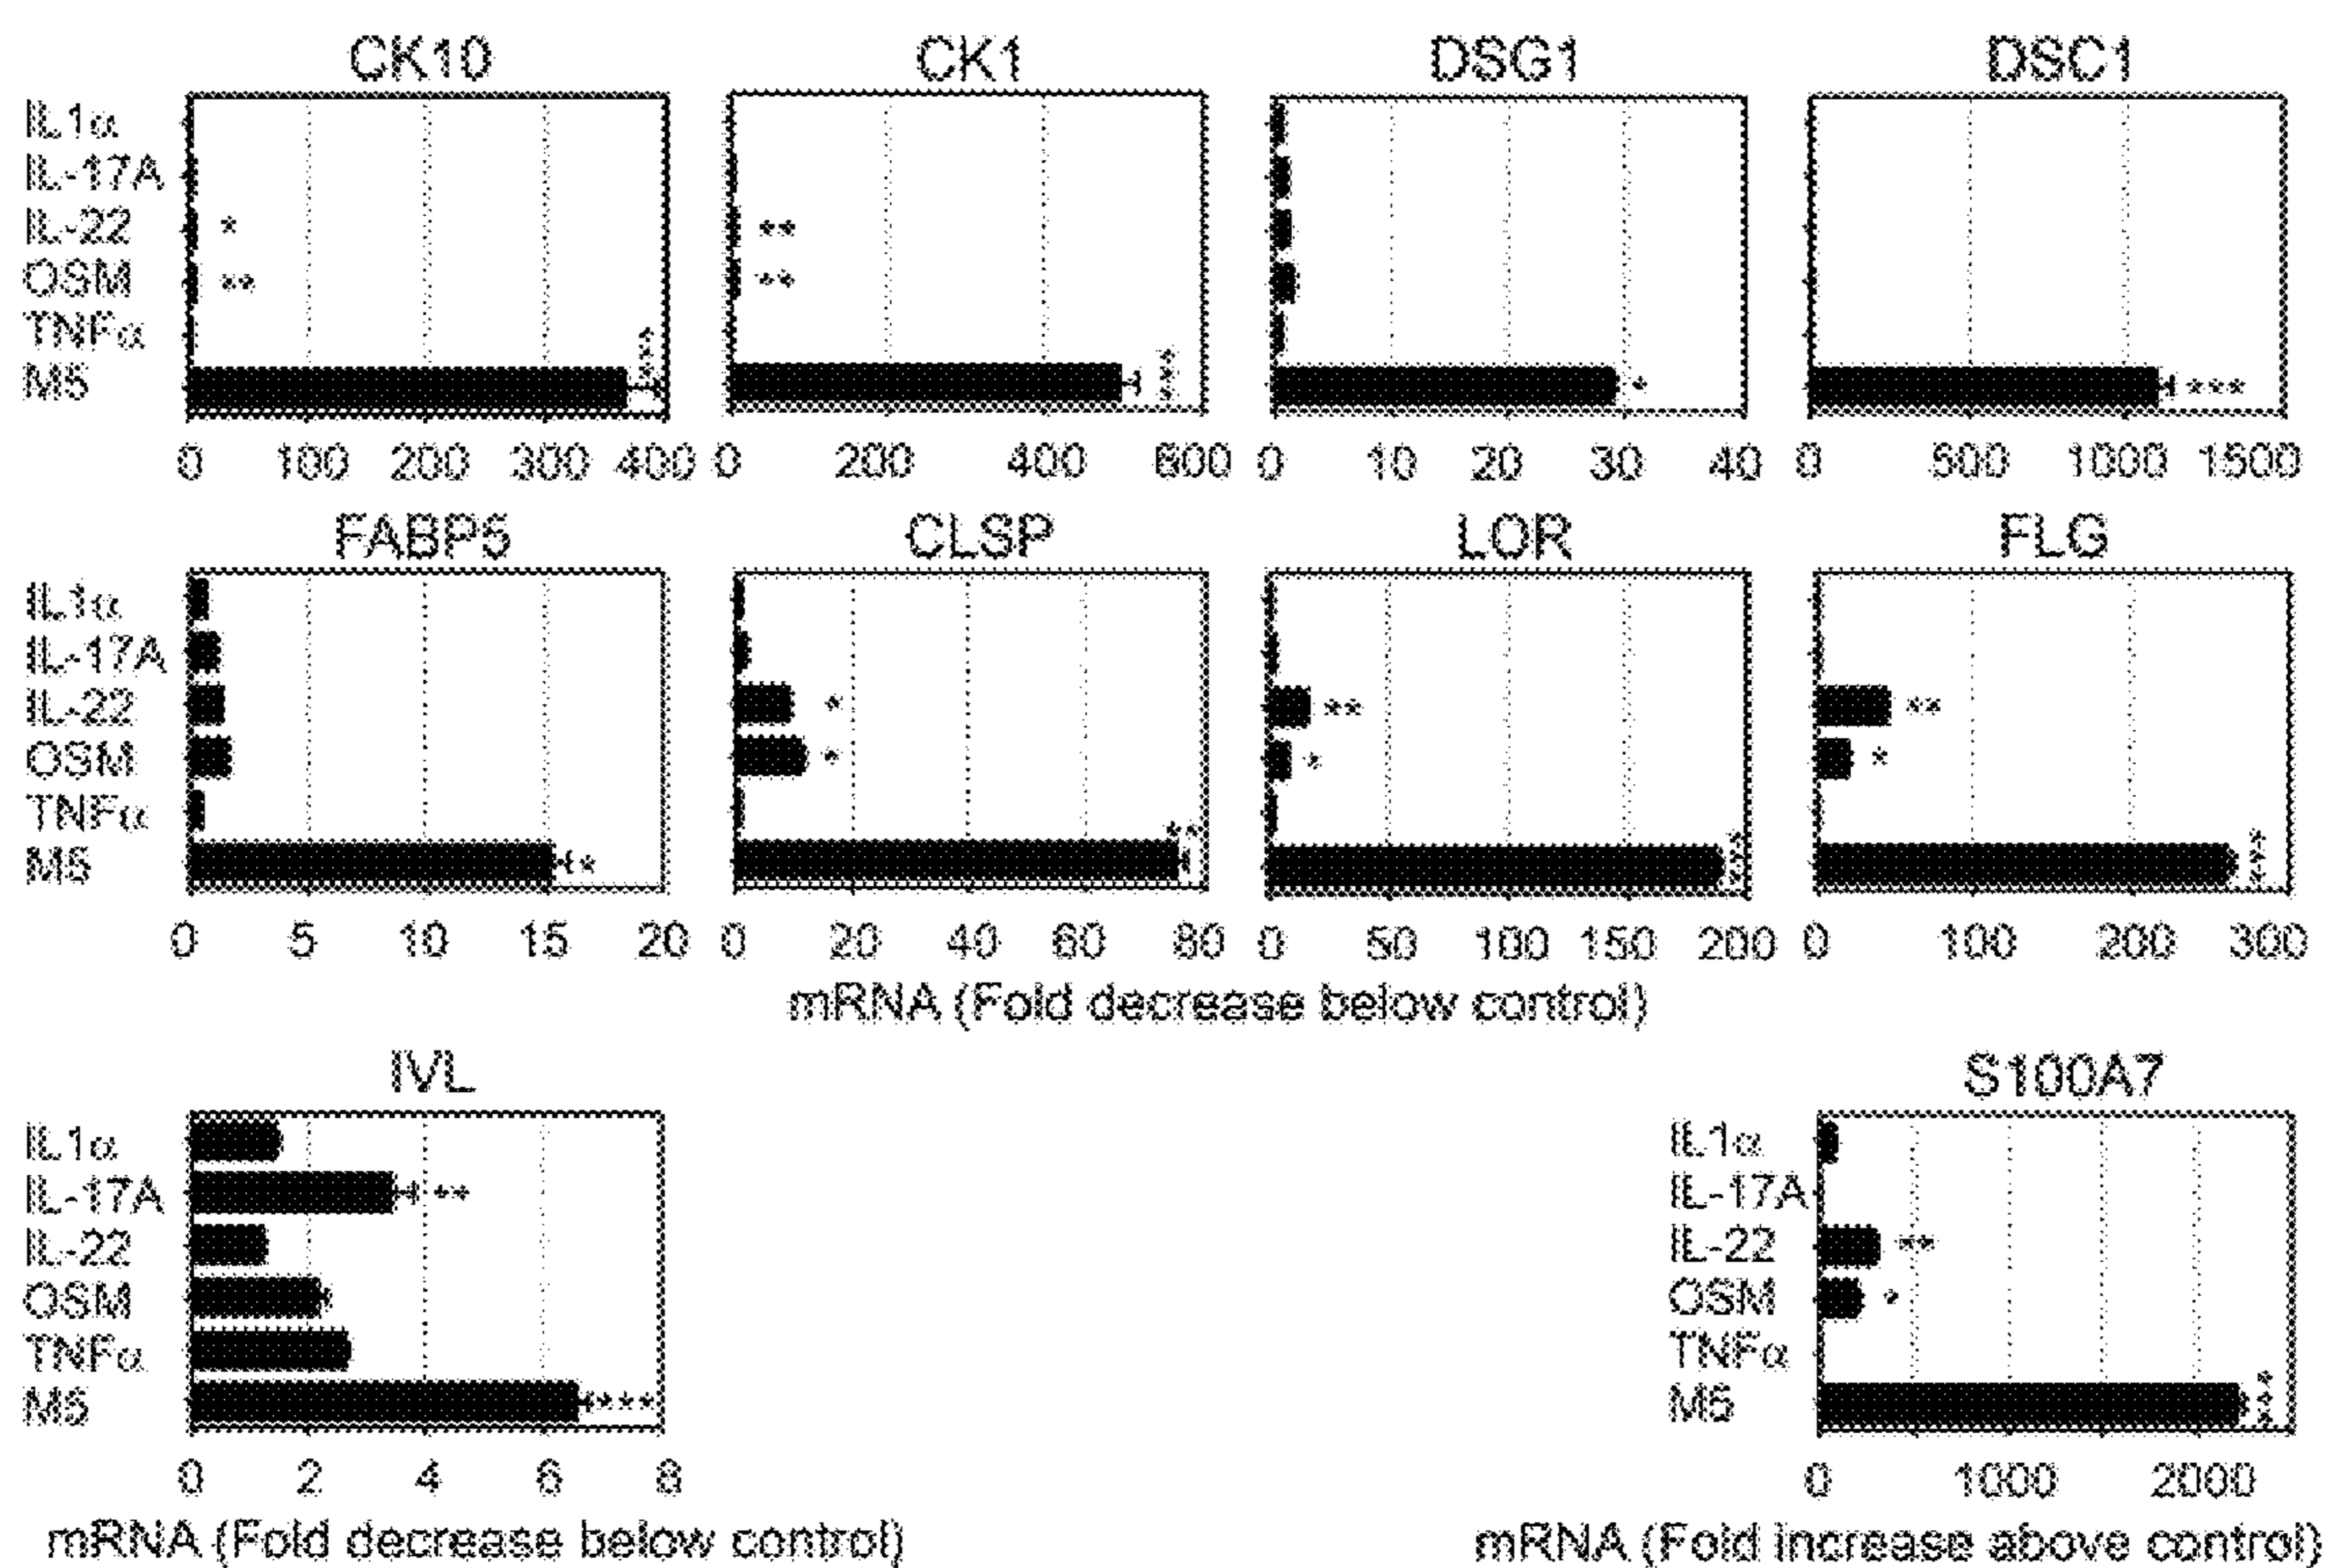 CK10 CK1 DSG1 DSC1
IL1α
IL-17A
IL-22 * **
OSM ** **
TNFα
M5 *** *** * ***
0 100 200 300 400 0 200 400 600 0 10 20 30 40 0 500 1000 1500
FABP5 CLSP LOR FLG
IL1α
IL-17A
IL-22 * ** **
OSM * * *
TNFα
M5 * ** *** ***
0 5 10 15 20 0 20 40 60 80 0 50 100 150 200 0 100 200 300
mRNA (Fold decrease below control)
IVL S100A7
IL1α IL1α
IL-17A ** IL-17A
IL-22 IL-22 **
OSM OSM *
TNFα TNFα
M5 *** M5 ***
0 2 4 6 8 0 1000 2000
mRNA (Fold decrease below control) mRNA (Fold increase above control)